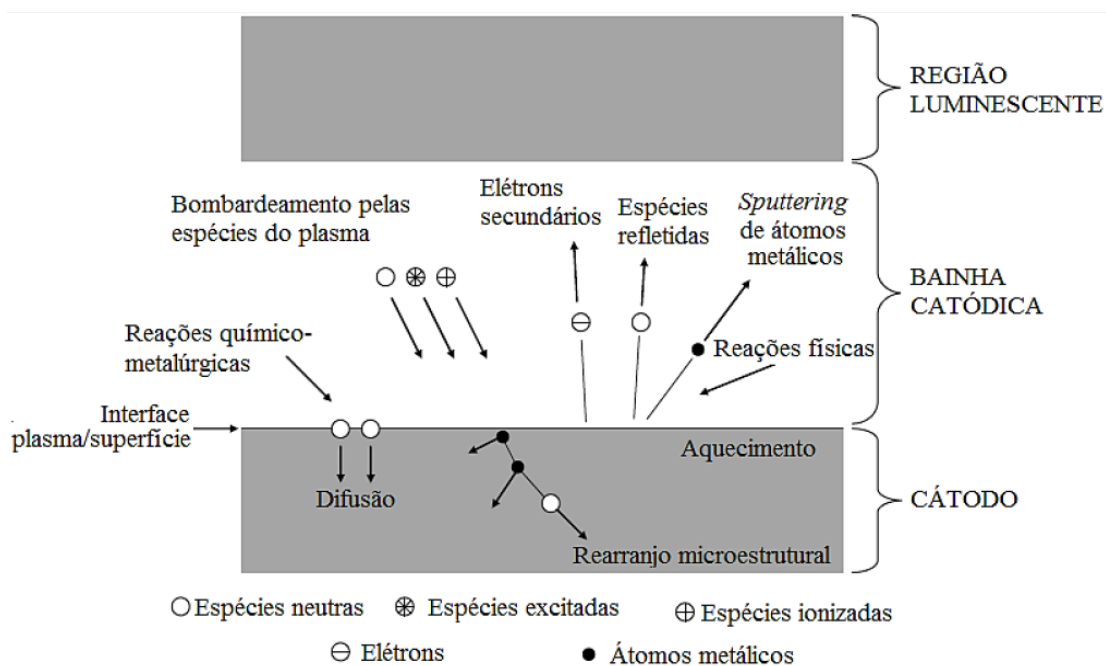 REGIÃO
LUMINESCENTE
Bombardeamento pelas
espécies do plasma
Elétrons
secundários
Espécies
refletidas
Sputtering
de átomos
metálicos
BAINHA
CATÓDICA
Reações químico-
metalúrgicas
Reações físicas
Interface
plasma/superfície
Aquecimento
Difusão
CÁTODO
Rearranjo microestrutural
Espécies neutras
Espécies excitadas
Espécies ionizadas
Elétrons
Átomos metálicos